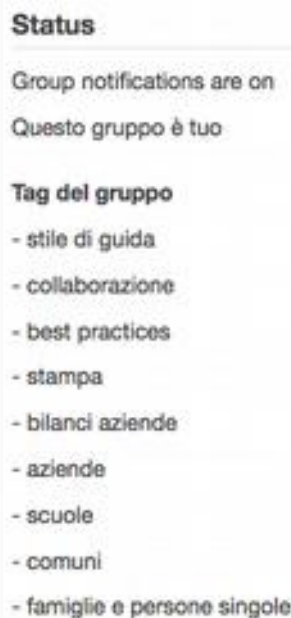 Status
Group notifications are on
Questo gruppo è tuo
Tag del gruppo
- stile di guida
- collaborazione
- best practices
- stampa
- bilanci aziende
- aziende
- scuole
- comuni
- famiglie e persone singole